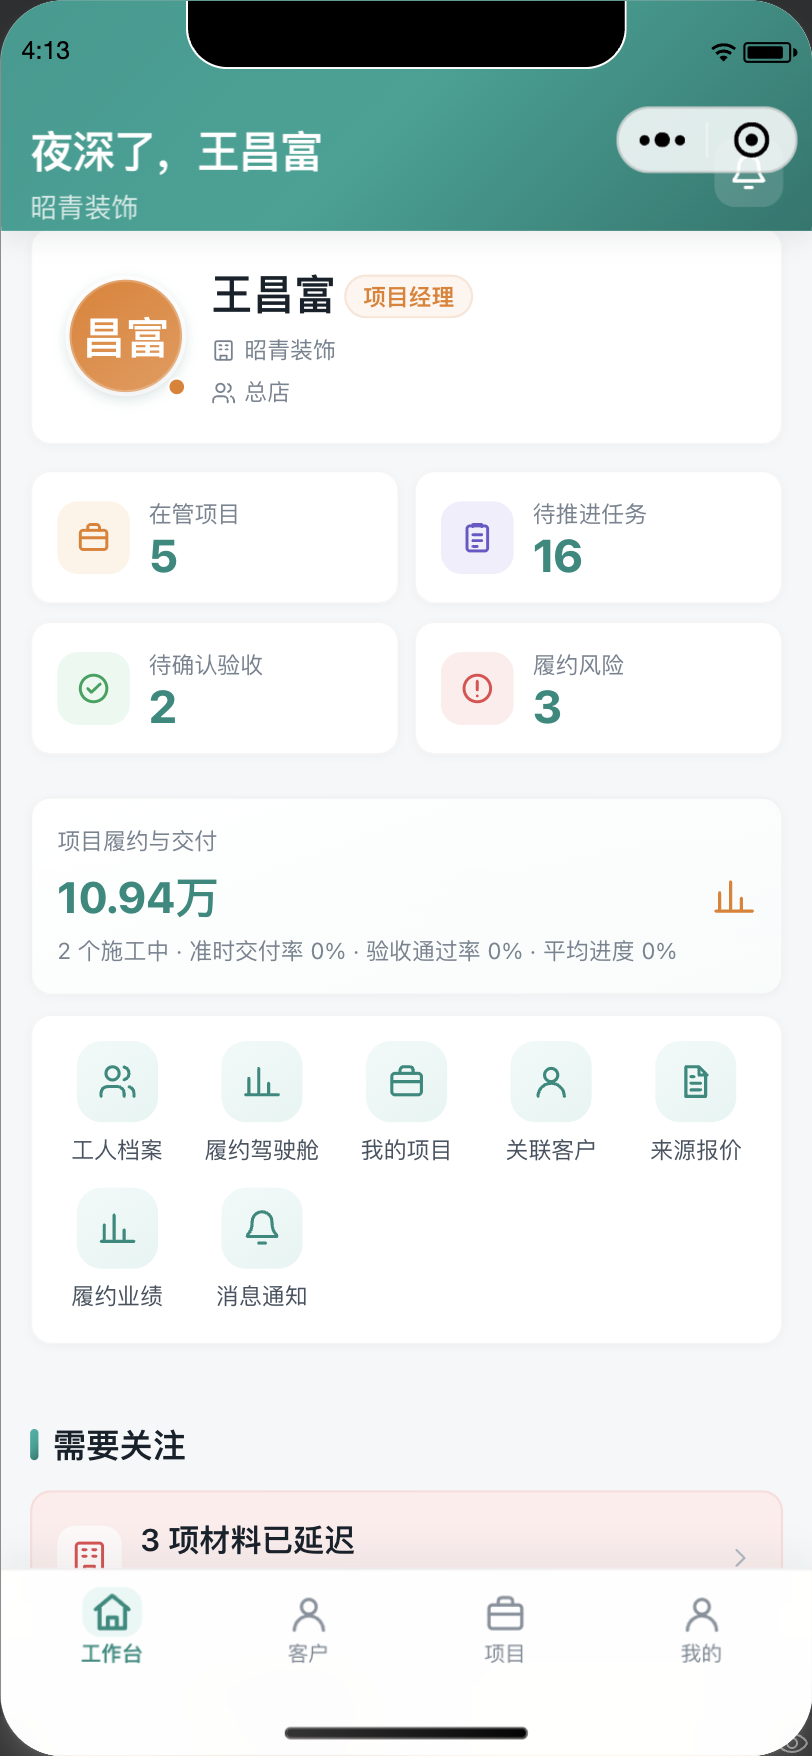 4:13
夜深了，王昌富
昭青装饰
昌富
王昌富 项目经理
昭青装饰
总店
在管项目
5
待推进任务
16
待确认验收
2
履约风险
3
项目履约与交付
10.94万
2 个施工中 · 准时交付率 0% · 验收通过率 0% · 平均进度 0%
工人档案 履约驾驶舱 我的项目 关联客户 来源报价
履约业绩 消息通知
需要关注
3 项材料已延迟
工作台 客户 项目 我的